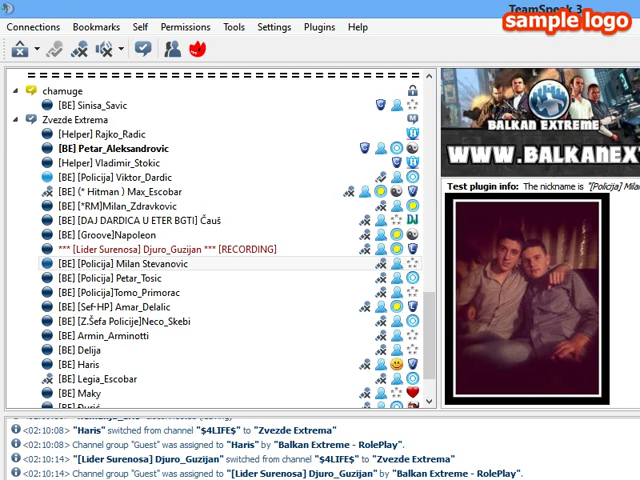 TeamSpeak 3
sample logo
Connections Bookmarks Self Permissions Tools Settings Plugins Help
chamuge
[BE] Sinisa_Savic
Zvezde Extrema
[Helper] Rajko_Radic
[BE] Petar_Aleksandrovic
[Helper] Vladimir_Stokic
[BE] [Policija] Viktor_Dardic
[BE] (* Hitman ) Max_Escobar
[BE] [*RM]Milan_Zdravkovic
[BE] [DAJ DARDICA U ETER BGTI] Čauš
DJ
[BE] [Groove]Napoleon
*** [Lider Surenosa] Djuro_Guzijan *** [RECORDING]
[BE] [Policija] Milan Stevanovic
[BE] [Policija] Petar_Tosic
[BE] [Policija]Tomo_Primorac
[BE] [Sef-HP] Amar_Delalic
[BE] [Z.Šefa Policije]Neco_Skebi
[BE] Armin_Arminotti
[BE] Delija
[BE] Haris
[BE] Legia_Escobar
[BE] Maky
[BE] Đurić
BALKAN EXTREME
WWW.BALKANEX
Test plugin info: The nickname is "[Policija] Mila
<02:10:08> "Haris" switched from channel "$4LIFE$" to "Zvezde Extrema"
<02:10:08> Channel group "Guest" was assigned to "Haris" by "Balkan Extreme - RolePlay".
<02:10:14> "[Lider Surenosa] Djuro_Guzijan" switched from channel "$4LIFE$" to "Zvezde Extrema"
<02:10:14> Channel group "Guest" was assigned to "[Lider Surenosa] Djuro_Guzijan" by "Balkan Extreme - RolePlay".